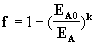 f = 1 – (E_A0/E_A)^k